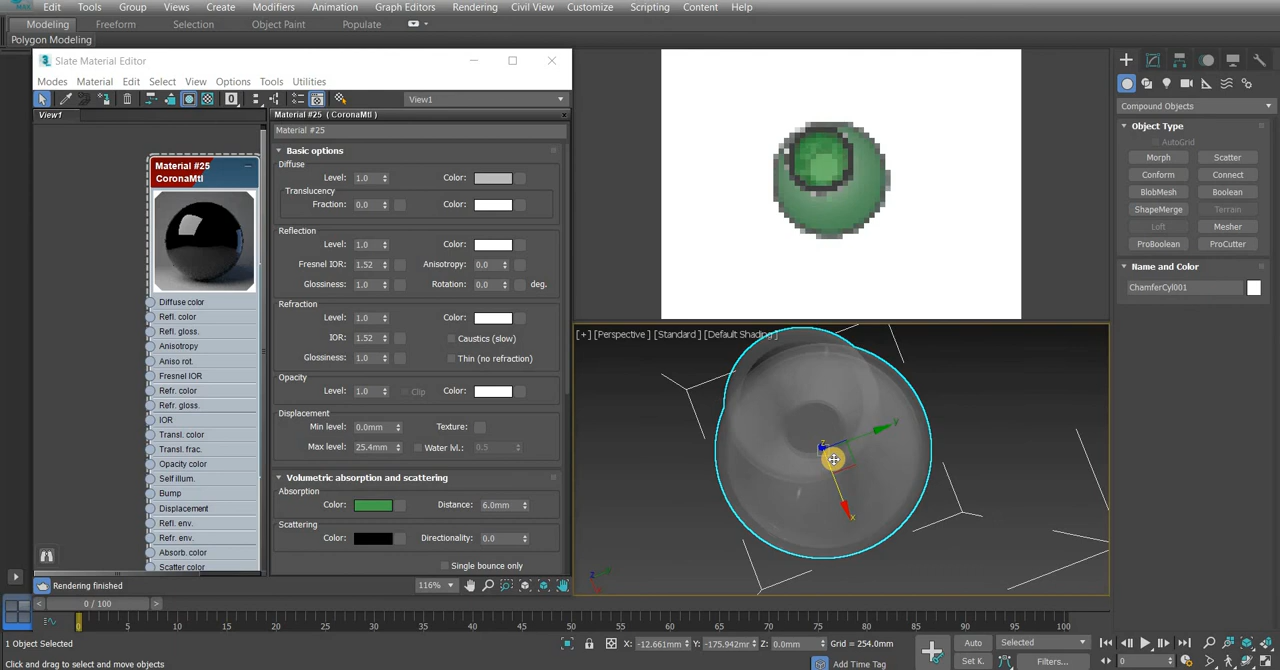 Edit Tools Group Views Create Modifiers Animation Graph Editors Rendering Civil View Customize Scripting Content Help
Modeling Freeform Selection Object Paint Populate
Polygon Modeling
Slate Material Editor
Modes Material Edit Select View Options Tools Utilities
View1
View1
Material #25 ( CoronaMtl )
Material #25
Material #25
CoronaMtl
Diffuse color
Refl. color
Refl. gloss.
Anisotropy
Aniso rot.
Fresnel IOR
Refr. color
Refr. gloss.
IOR
Transl. color
Transl. frac.
Opacity color
Self illum.
Bump
Displacement
Refl. env.
Refr. env.
Absorb. color
Scatter color
Basic options
Diffuse
Level: 1.0 Color:
Translucency
Fraction: 0.0 Color:
Reflection
Level: 1.0 Color:
Fresnel IOR: 1.52 Anisotropy: 0.0
Glossiness: 1.0 Rotation: 0.0 deg.
Refraction
Level: 1.0 Color:
IOR: 1.52 Caustics (slow)
Glossiness: 1.0 Thin (no refraction)
Opacity
Level: 1.0 Clip Color:
Displacement
Min level: 0.0mm Texture:
Max level: 25.4mm Water lvl.: 0.5
Volumetric absorption and scattering
Absorption
Color: Distance: 6.0mm
Scattering
Color: Directionality: 0.0
Single bounce only
Rendering finished 116%
[+] [Perspective ] [Standard ] [Default Shading]
z
y
x
z
Compound Objects
Object Type
AutoGrid
Morph Scatter
Conform Connect
BlobMesh Boolean
ShapeMerge Terrain
Loft Mesher
ProBoolean ProCutter
Name and Color
ChamferCyl001
< 0 / 100 >
0 5 10 15 20 25 30 35 40 45 50 55 60 65 70 75 80 85 90 95 100
1 Object Selected X: -12.661mm Y: -175.942mm Z: 0.0mm Grid = 254.0mm Auto Selected
Click and drag to select and move objects Add Time Tag Set K. Filters... 0